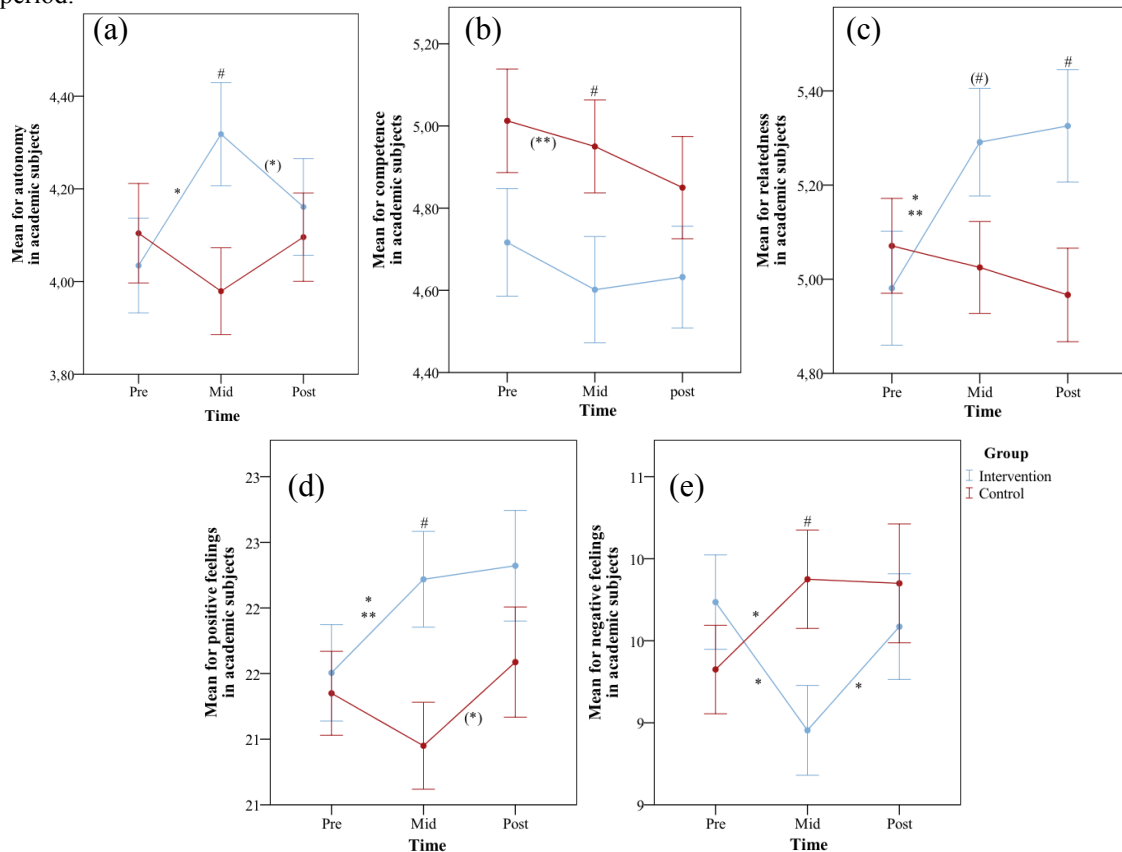 period.
(a)
Mean for autonomy
in academic subjects
4,40
4,20
4,00
3,80
#
*
(*)
Pre Mid Post
Time
(b)
Mean for competence
in academic subjects
5,20
5,00
4,80
4,60
4,40
#
(**)
Pre Mid post
Time
(c)
Mean for relatedness
in academic subjects
5,40
5,20
5,00
4,80
(#)
#
*
**
Pre Mid Post
Time
(d)
Mean for positive feelings
in academic subjects
23
23
22
22
21
21
#
*
**
(*)
Pre Mid Post
Time
(e)
Mean for negative feelings
in academic subjects
11
10
10
9
9
#
*
*
*
Pre Mid Post
Time
Group
Intervention
Control